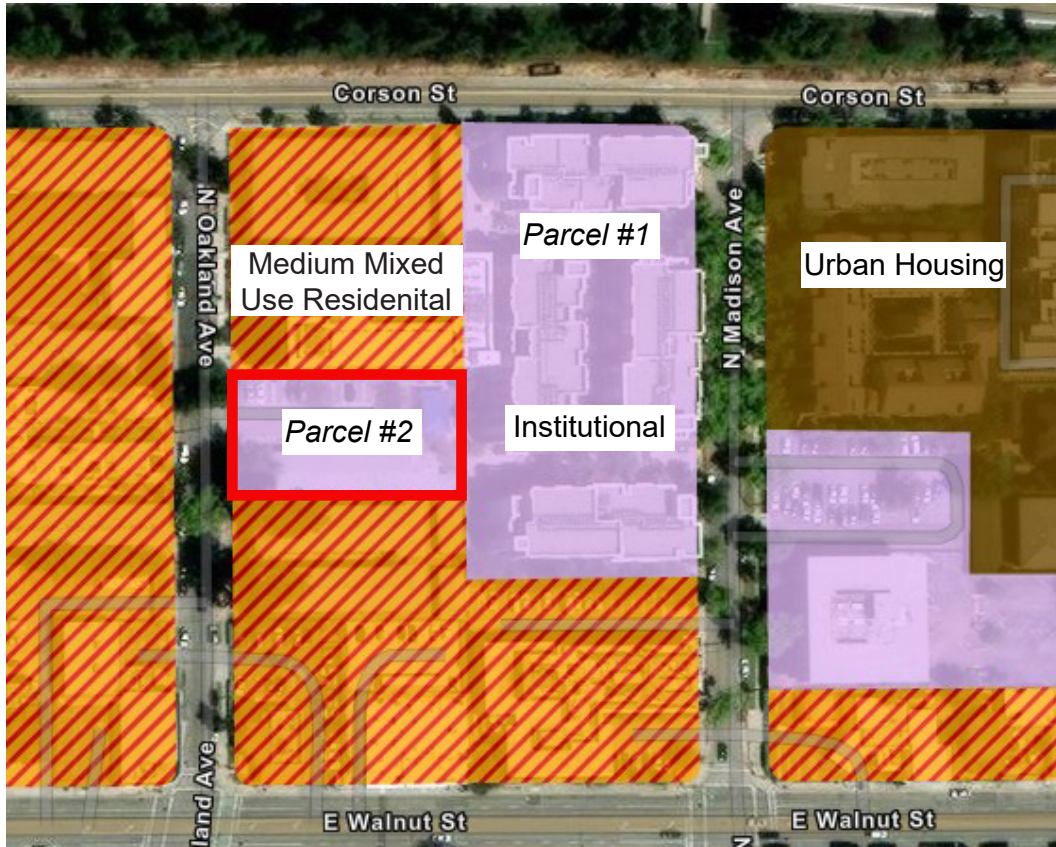 Corson St
Corson St
N Oakland Ave
Parcel #1
N Madison Ave
Medium Mixed
Use Residenital
Urban Housing
Parcel #2
Institutional
land Ave
E Walnut St
E Walnut St
N